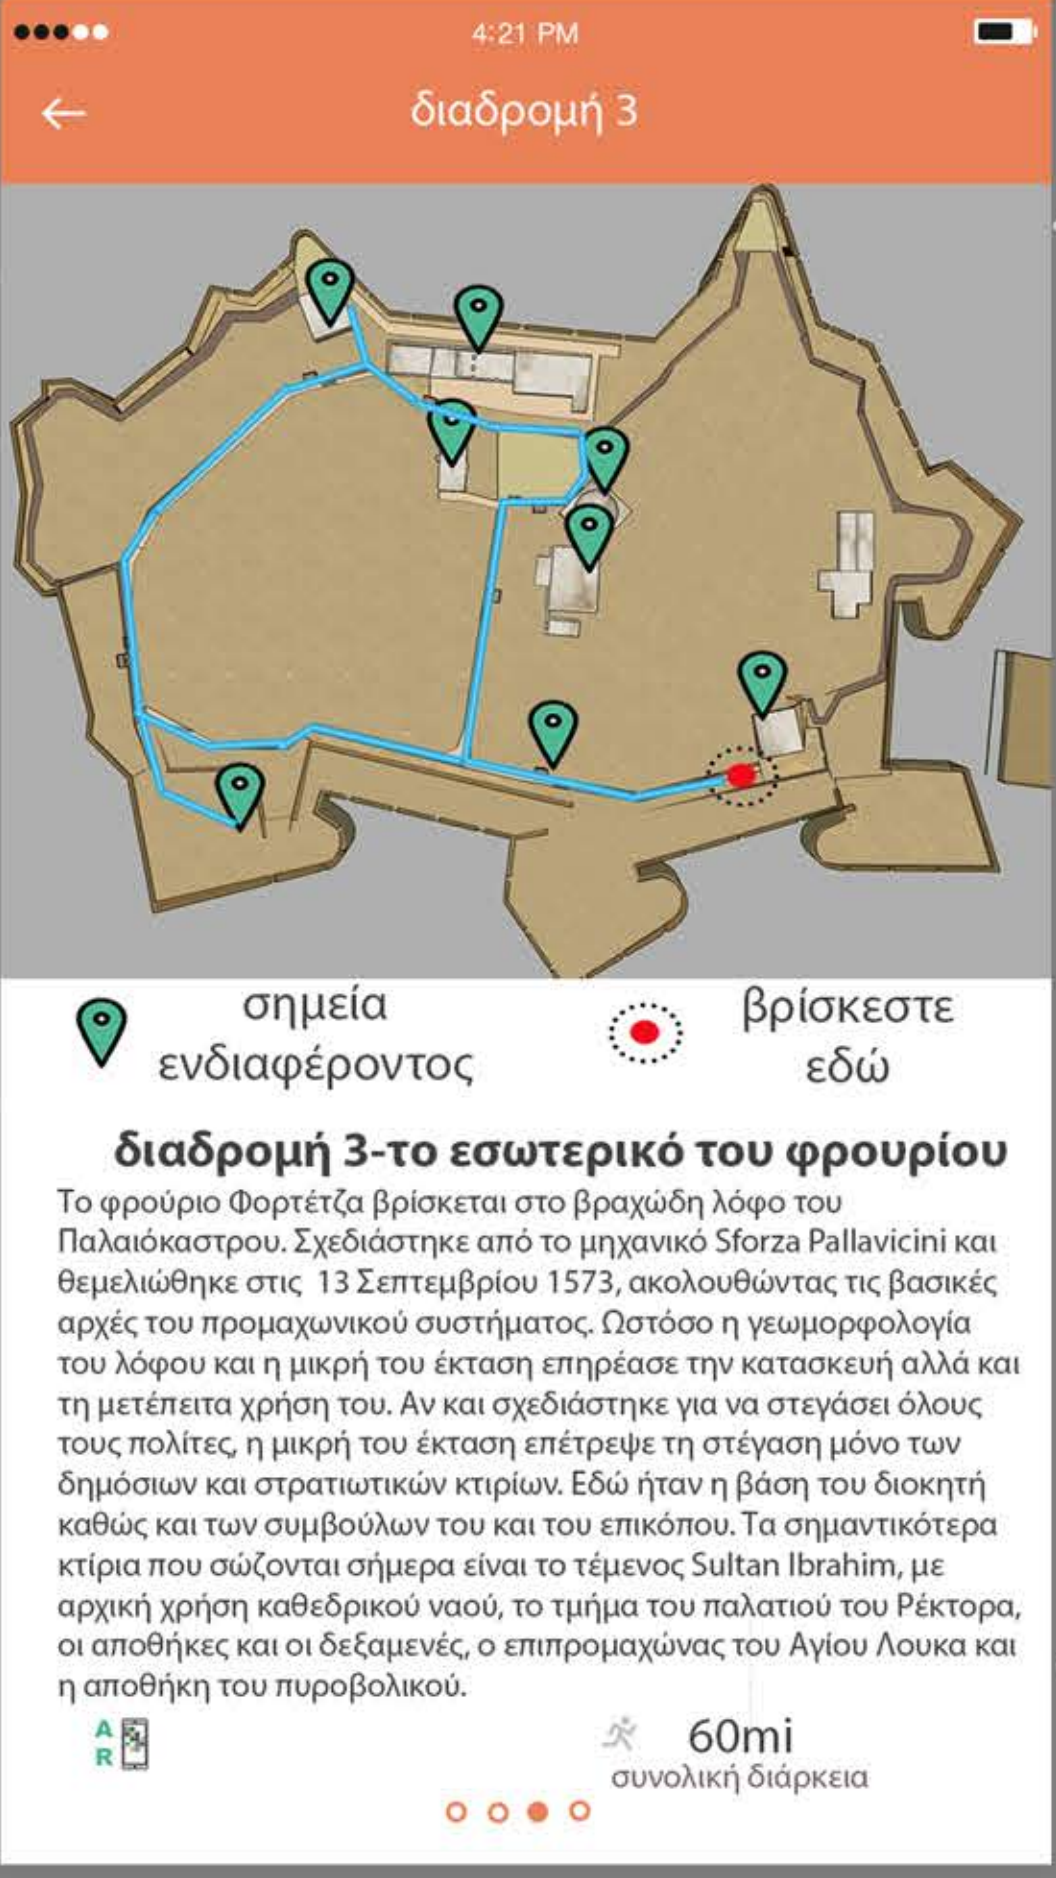 4:21 PM
διαδρομή 3
σημεία
ενδιαφέροντος
βρίσκεστε
εδώ
διαδρομή 3-το εσωτερικό του φρουρίου
Το φρούριο Φορτέτζα βρίσκεται στο βραχώδη λόφο του
Παλαιόκαστρου. Σχεδιάστηκε από το μηχανικό Sforza Pallavicini και
θεμελιώθηκε στις 13 Σεπτεμβρίου 1573, ακολουθώντας τις βασικές
αρχές του προμαχωνικού συστήματος. Ωστόσο η γεωμορφολογία
του λόφου και η μικρή του έκταση επηρέασε την κατασκευή αλλά και
τη μετέπειτα χρήση του. Αν και σχεδιάστηκε για να στεγάσει όλους
τους πολίτες, η μικρή του έκταση επέτρεψε τη στέγαση μόνο των
δημόσιων και στρατιωτικών κτιρίων. Εδώ ήταν η βάση του διοκητή
καθώς και των συμβούλων του και του επικόπου. Τα σημαντικότερα
κτίρια που σώζονται σήμερα είναι το τέμενος Sultan Ibrahim, με
αρχική χρήση καθεδρικού ναού, το τμήμα του παλατιού του Ρέκτορα,
οι αποθήκες και οι δεξαμενές, ο επιπρομαχώνας του Αγίου Λουκα και
η αποθήκη του πυροβολικού.
A
R
60mi
συνολική διάρκεια